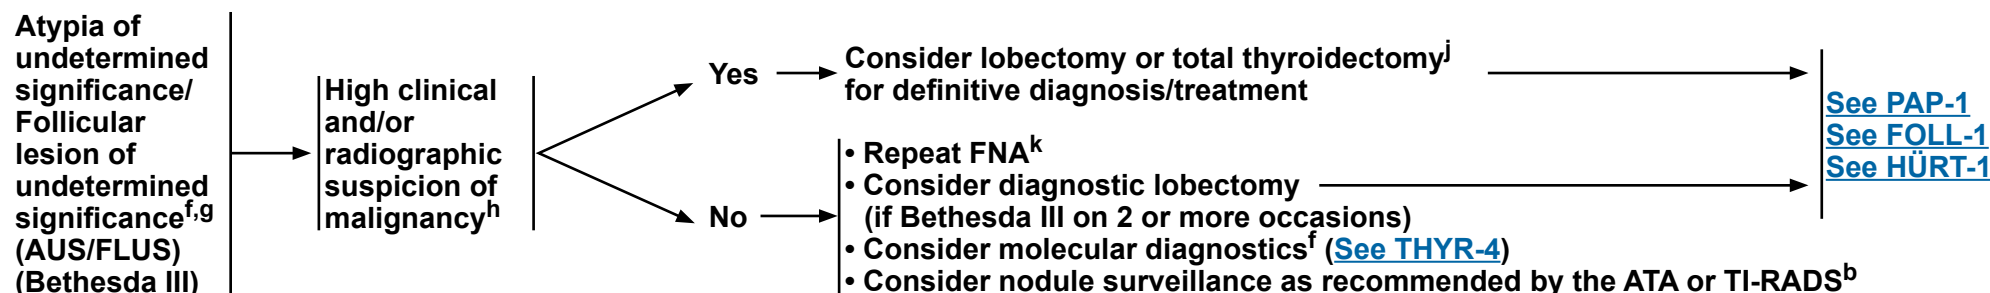 Atypia of
undetermined
significance/
Follicular
lesion of
undetermined
significancef,g
(AUS/FLUS)
(Bethesda III)
High clinical
and/or
radiographic
suspicion of
malignancyh
Yes
Consider lobectomy or total thyroidectomyj
for definitive diagnosis/treatment
No
• Repeat FNAk
• Consider diagnostic lobectomy
(if Bethesda III on 2 or more occasions)
• Consider molecular diagnosticsf (See THYR-4)
• Consider nodule surveillance as recommended by the ATA or TI-RADSb
See PAP-1
See FOLL-1
See HÜRT-1